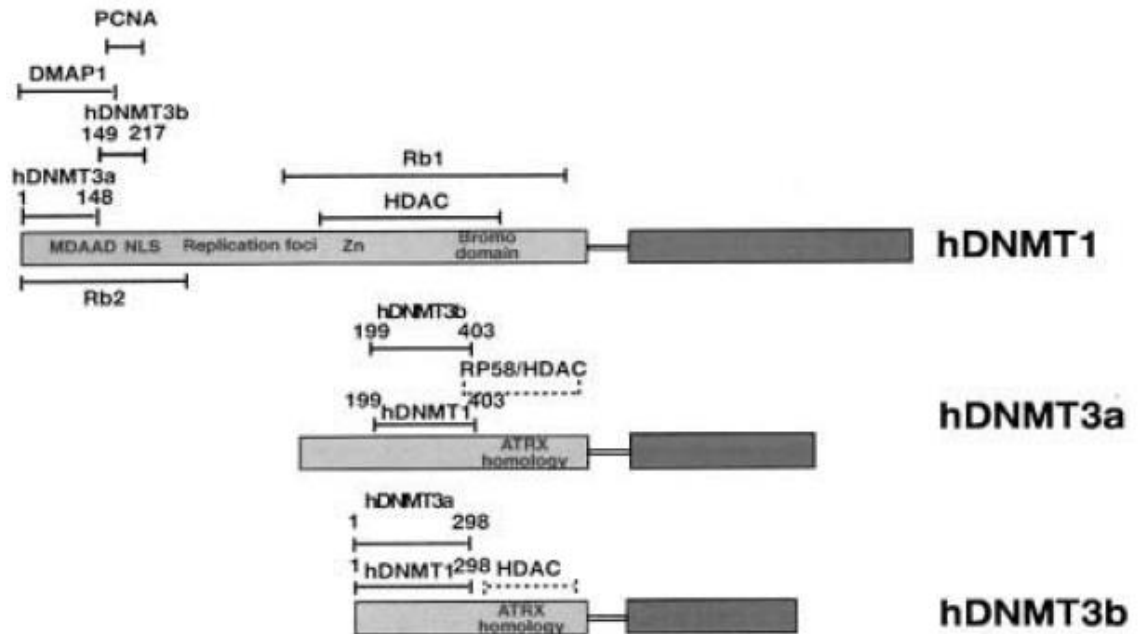 PCNA
DMAP1
hDNMT3b
149 217
Rb1
hDNMT3a
1 148
HDAC
MDAAD NLS Replication foci Zn Bromo domain
hDNMT1
Rb2
hDNMT3b
199 403
RP58/HDAC
199 403
hDNMT1
hDNMT3a
ATRX
homology
hDNMT3a
1 298
1 298 HDAC
hDNMT1
ATRX
homology
hDNMT3b